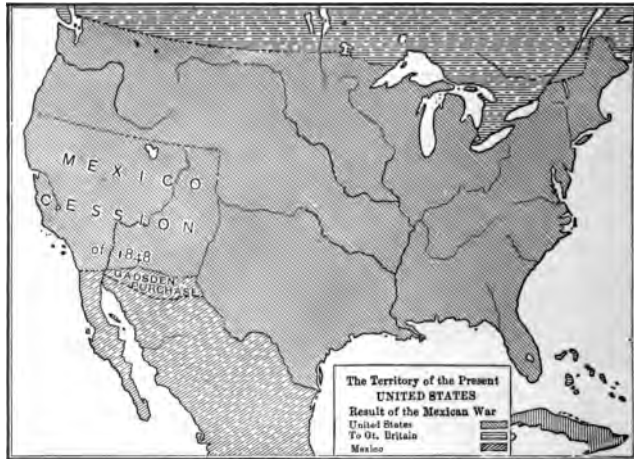 MEXICO
CESSION
of 1848
GADSDEN
PURCHASE
The Territory of the Present
UNITED STATES
Result of the Mexican War
United States
To Gt. Britain
Mexico